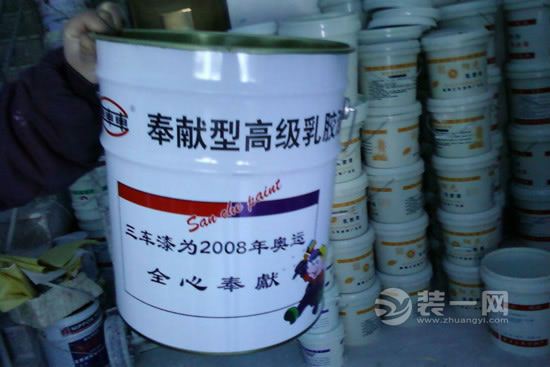 奉献型高级乳胶
San che paint
三车漆为2008年奥运
全心奉獻
装一网
www.zhuangyi.com